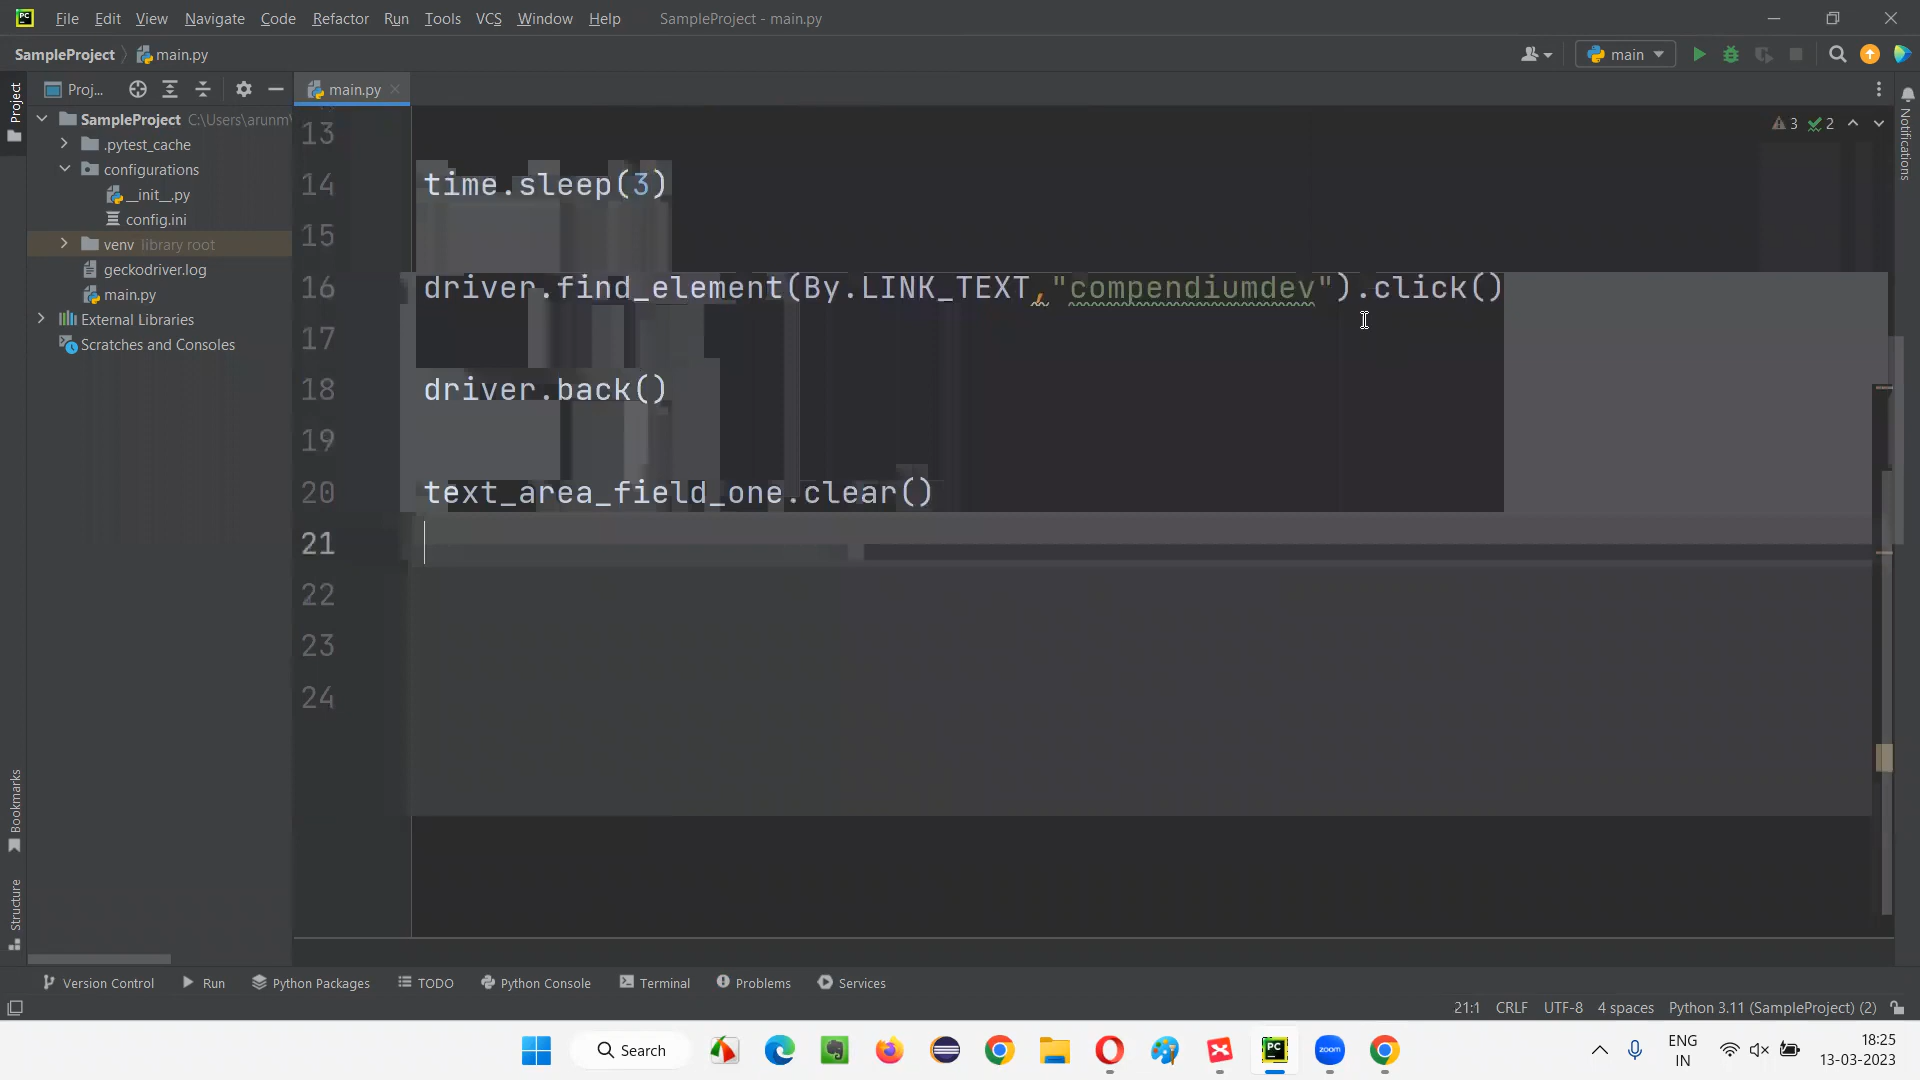 PC File Edit View Navigate Code Refactor Run Tools VCS Window Help SampleProject - main.py
SampleProject main.py main
Project Proj... main.py
SampleProject C:\Users\arunm\
.pytest_cache
configurations
__init__.py
config.ini
venv library root
geckodriver.log
main.py
External Libraries
Scratches and Consoles
3 2
13
14 time.sleep(3)
15
16 driver.find_element(By.LINK_TEXT,"compendiumdev").click()
17
18 driver.back()
19
20 text_area_field_one.clear()
21
22
23
24
Notifications
Bookmarks
Structure
Version Control Run Python Packages TODO Python Console Terminal Problems Services
21:1 CRLF UTF-8 4 spaces Python 3.11 (SampleProject) (2)
Search PC zoom ENG 18:25
IN 13-03-2023